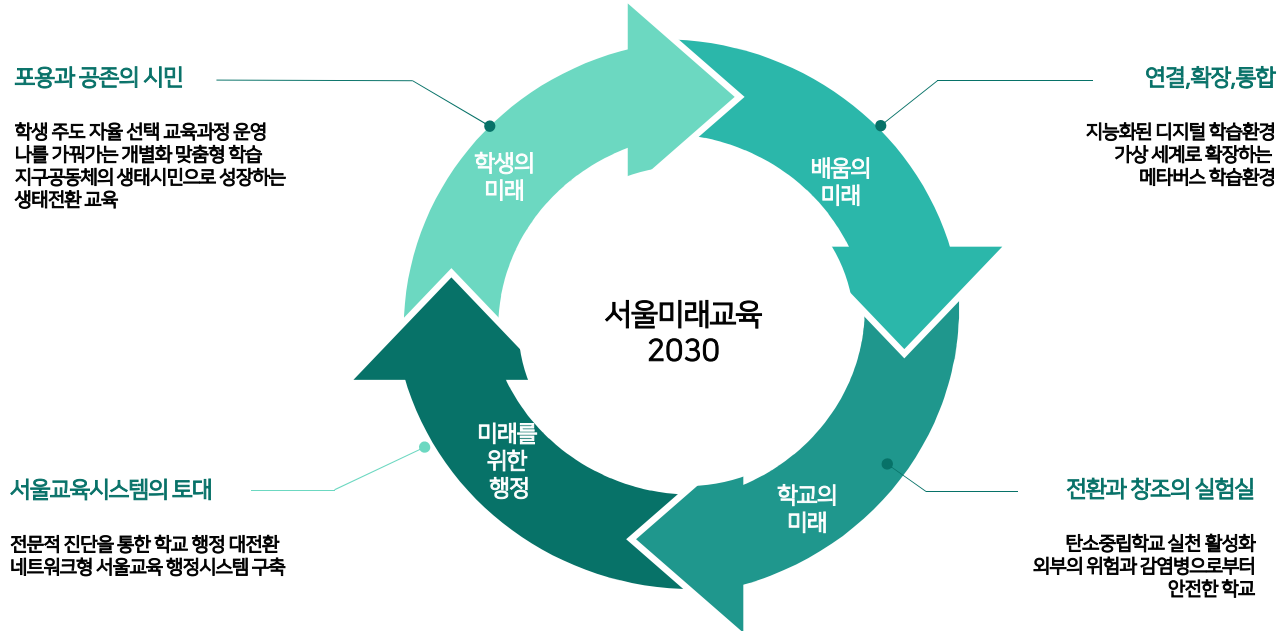 포용과 공존의 시민
학생 주도 자율 선택 교육과정 운영
나를 가꿔가는 개별화 맞춤형 학습
지구공동체의 생태시민으로 성장하는
생태전환 교육
연결,확장,통합
지능화된 디지털 학습환경
가상 세계로 확장하는
메타버스 학습환경
학생의
미래
배움의
미래
서울미래교육
2030
미래를
위한
행정
학교의
미래
서울교육시스템의 토대
전문적 진단을 통한 학교 행정 대전환
네트워크형 서울교육 행정시스템 구축
전환과 창조의 실험실
탄소중립학교 실천 활성화
외부의 위험과 감염병으로부터
안전한 학교